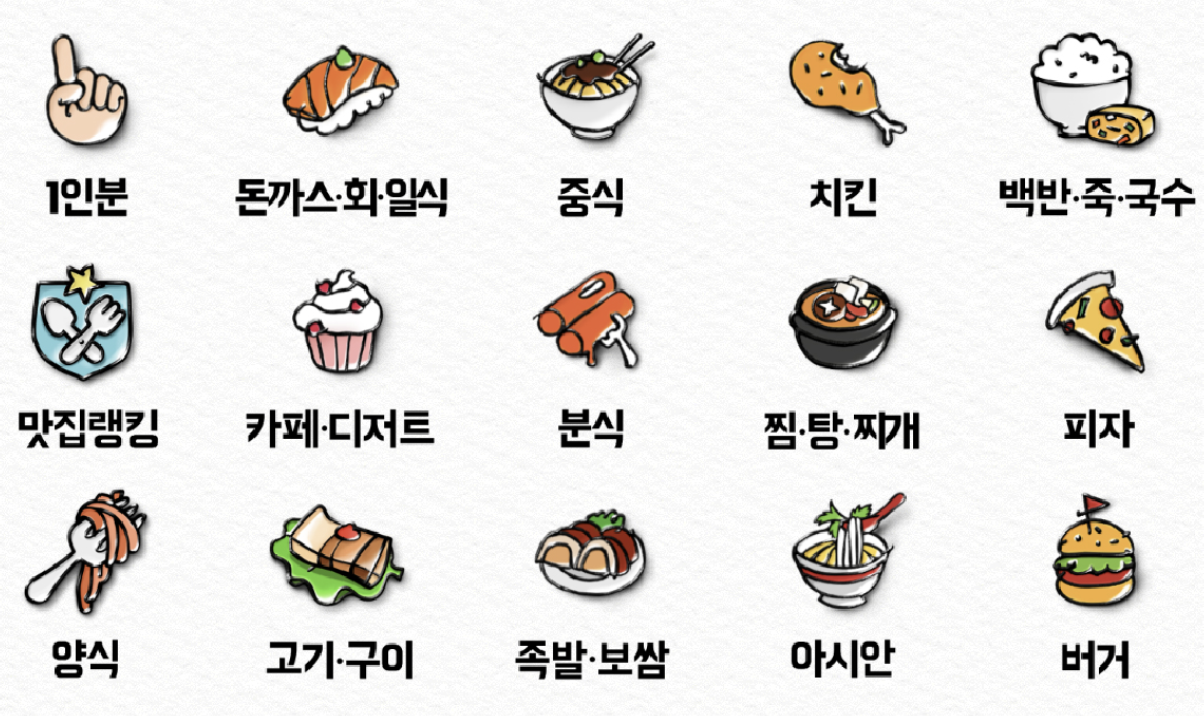 1인분
돈까스·회·일식
중식
치킨
백반·죽·국수
맛집랭킹
카페·디저트
분식
찜·탕·찌개
피자
양식
고기·구이
족발·보쌈
아시안
버거